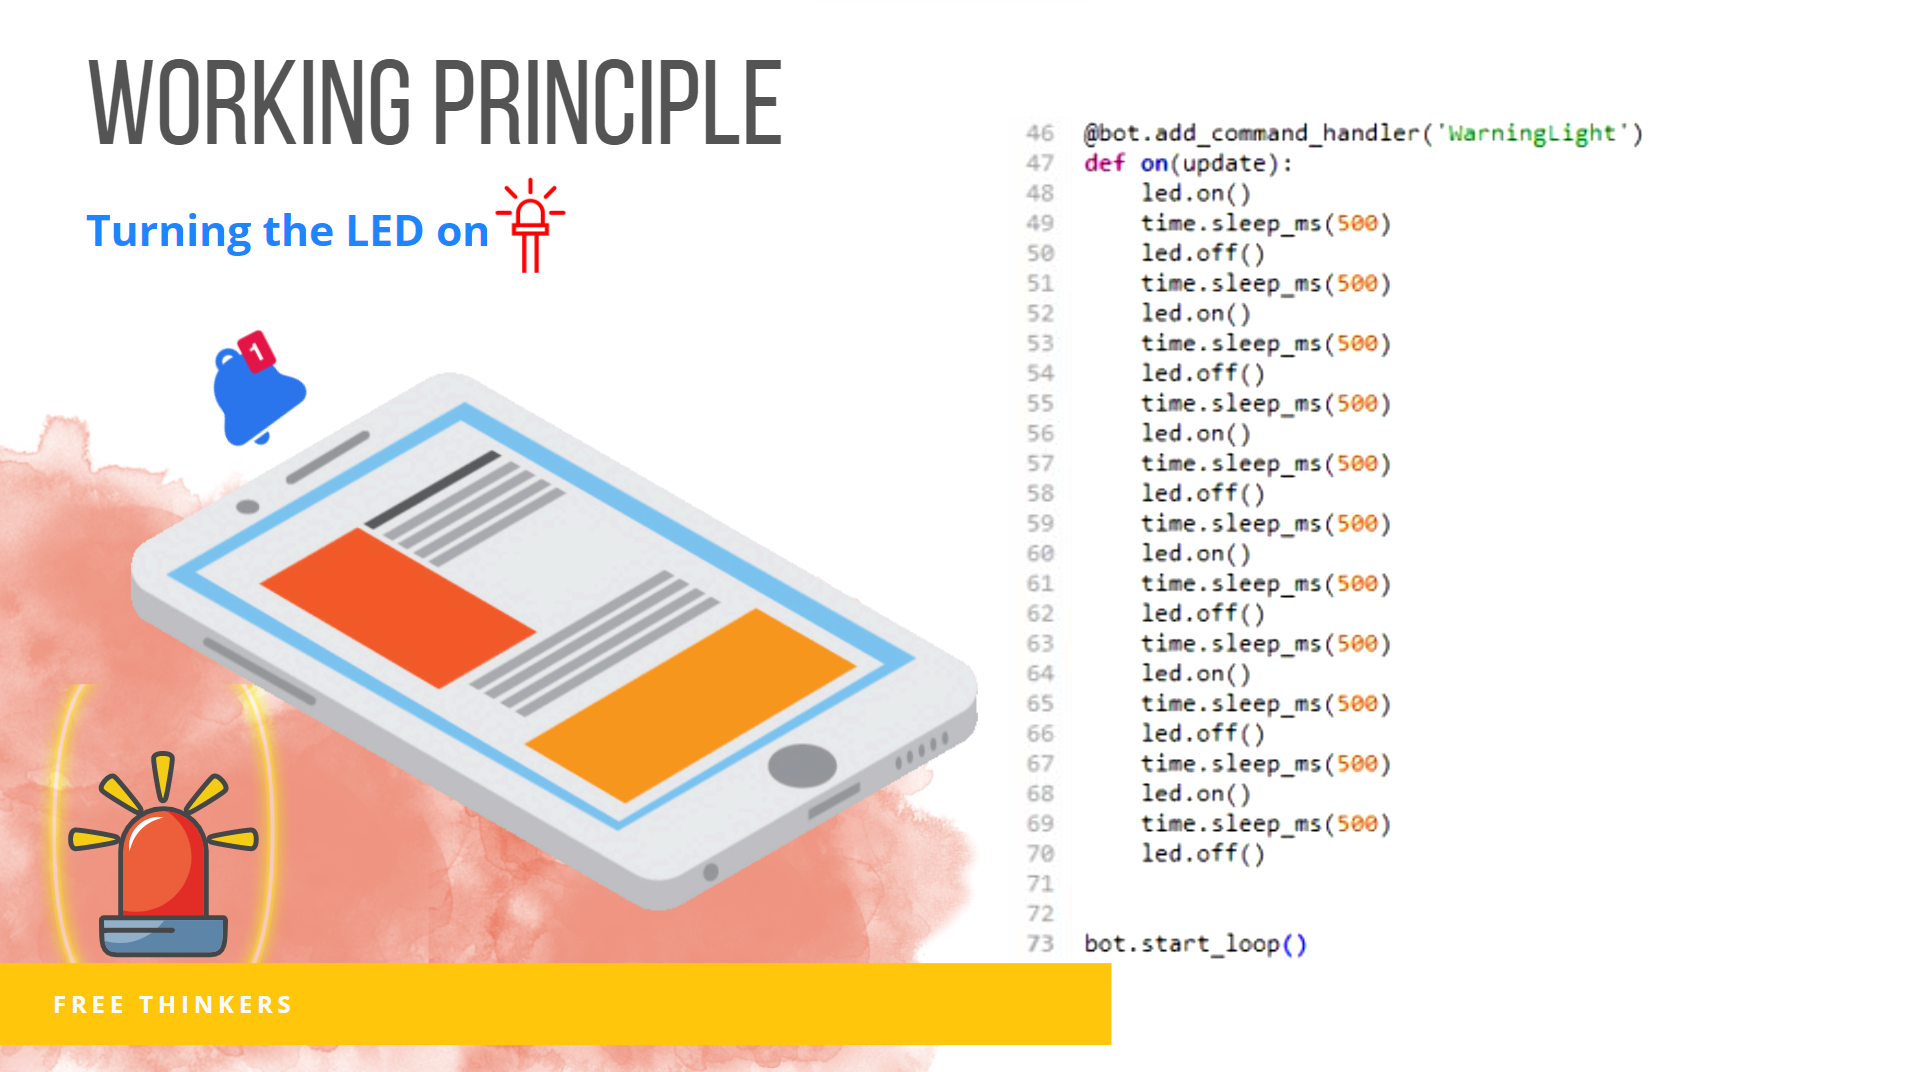 WORKING PRINCIPLE
Turning the LED on
1
46 @bot.add_command_handler('WarningLight')
47 def on(update):
48     led.on()
49     time.sleep_ms(500)
50     led.off()
51     time.sleep_ms(500)
52     led.on()
53     time.sleep_ms(500)
54     led.off()
55     time.sleep_ms(500)
56     led.on()
57     time.sleep_ms(500)
58     led.off()
59     time.sleep_ms(500)
60     led.on()
61     time.sleep_ms(500)
62     led.off()
63     time.sleep_ms(500)
64     led.on()
65     time.sleep_ms(500)
66     led.off()
67     time.sleep_ms(500)
68     led.on()
69     time.sleep_ms(500)
70     led.off()
71
72
73 bot.start_loop()
FREE THINKERS